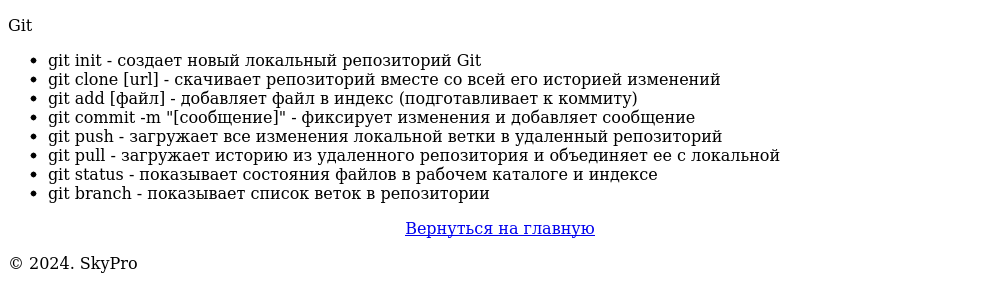 Git
git init - создает новый локальный репозиторий Git
git clone [url] - скачивает репозиторий вместе со всей его историей изменений
git add [файл] - добавляет файл в индекс (подготавливает к коммиту)
git commit -m "[сообщение]" - фиксирует изменения и добавляет сообщение
git push - загружает все изменения локальной ветки в удаленный репозиторий
git pull - загружает историю из удаленного репозитория и объединяет ее с локальной
git status - показывает состояния файлов в рабочем каталоге и индексе
git branch - показывает список веток в репозитории
Вернуться на главную
© 2024. SkyPro